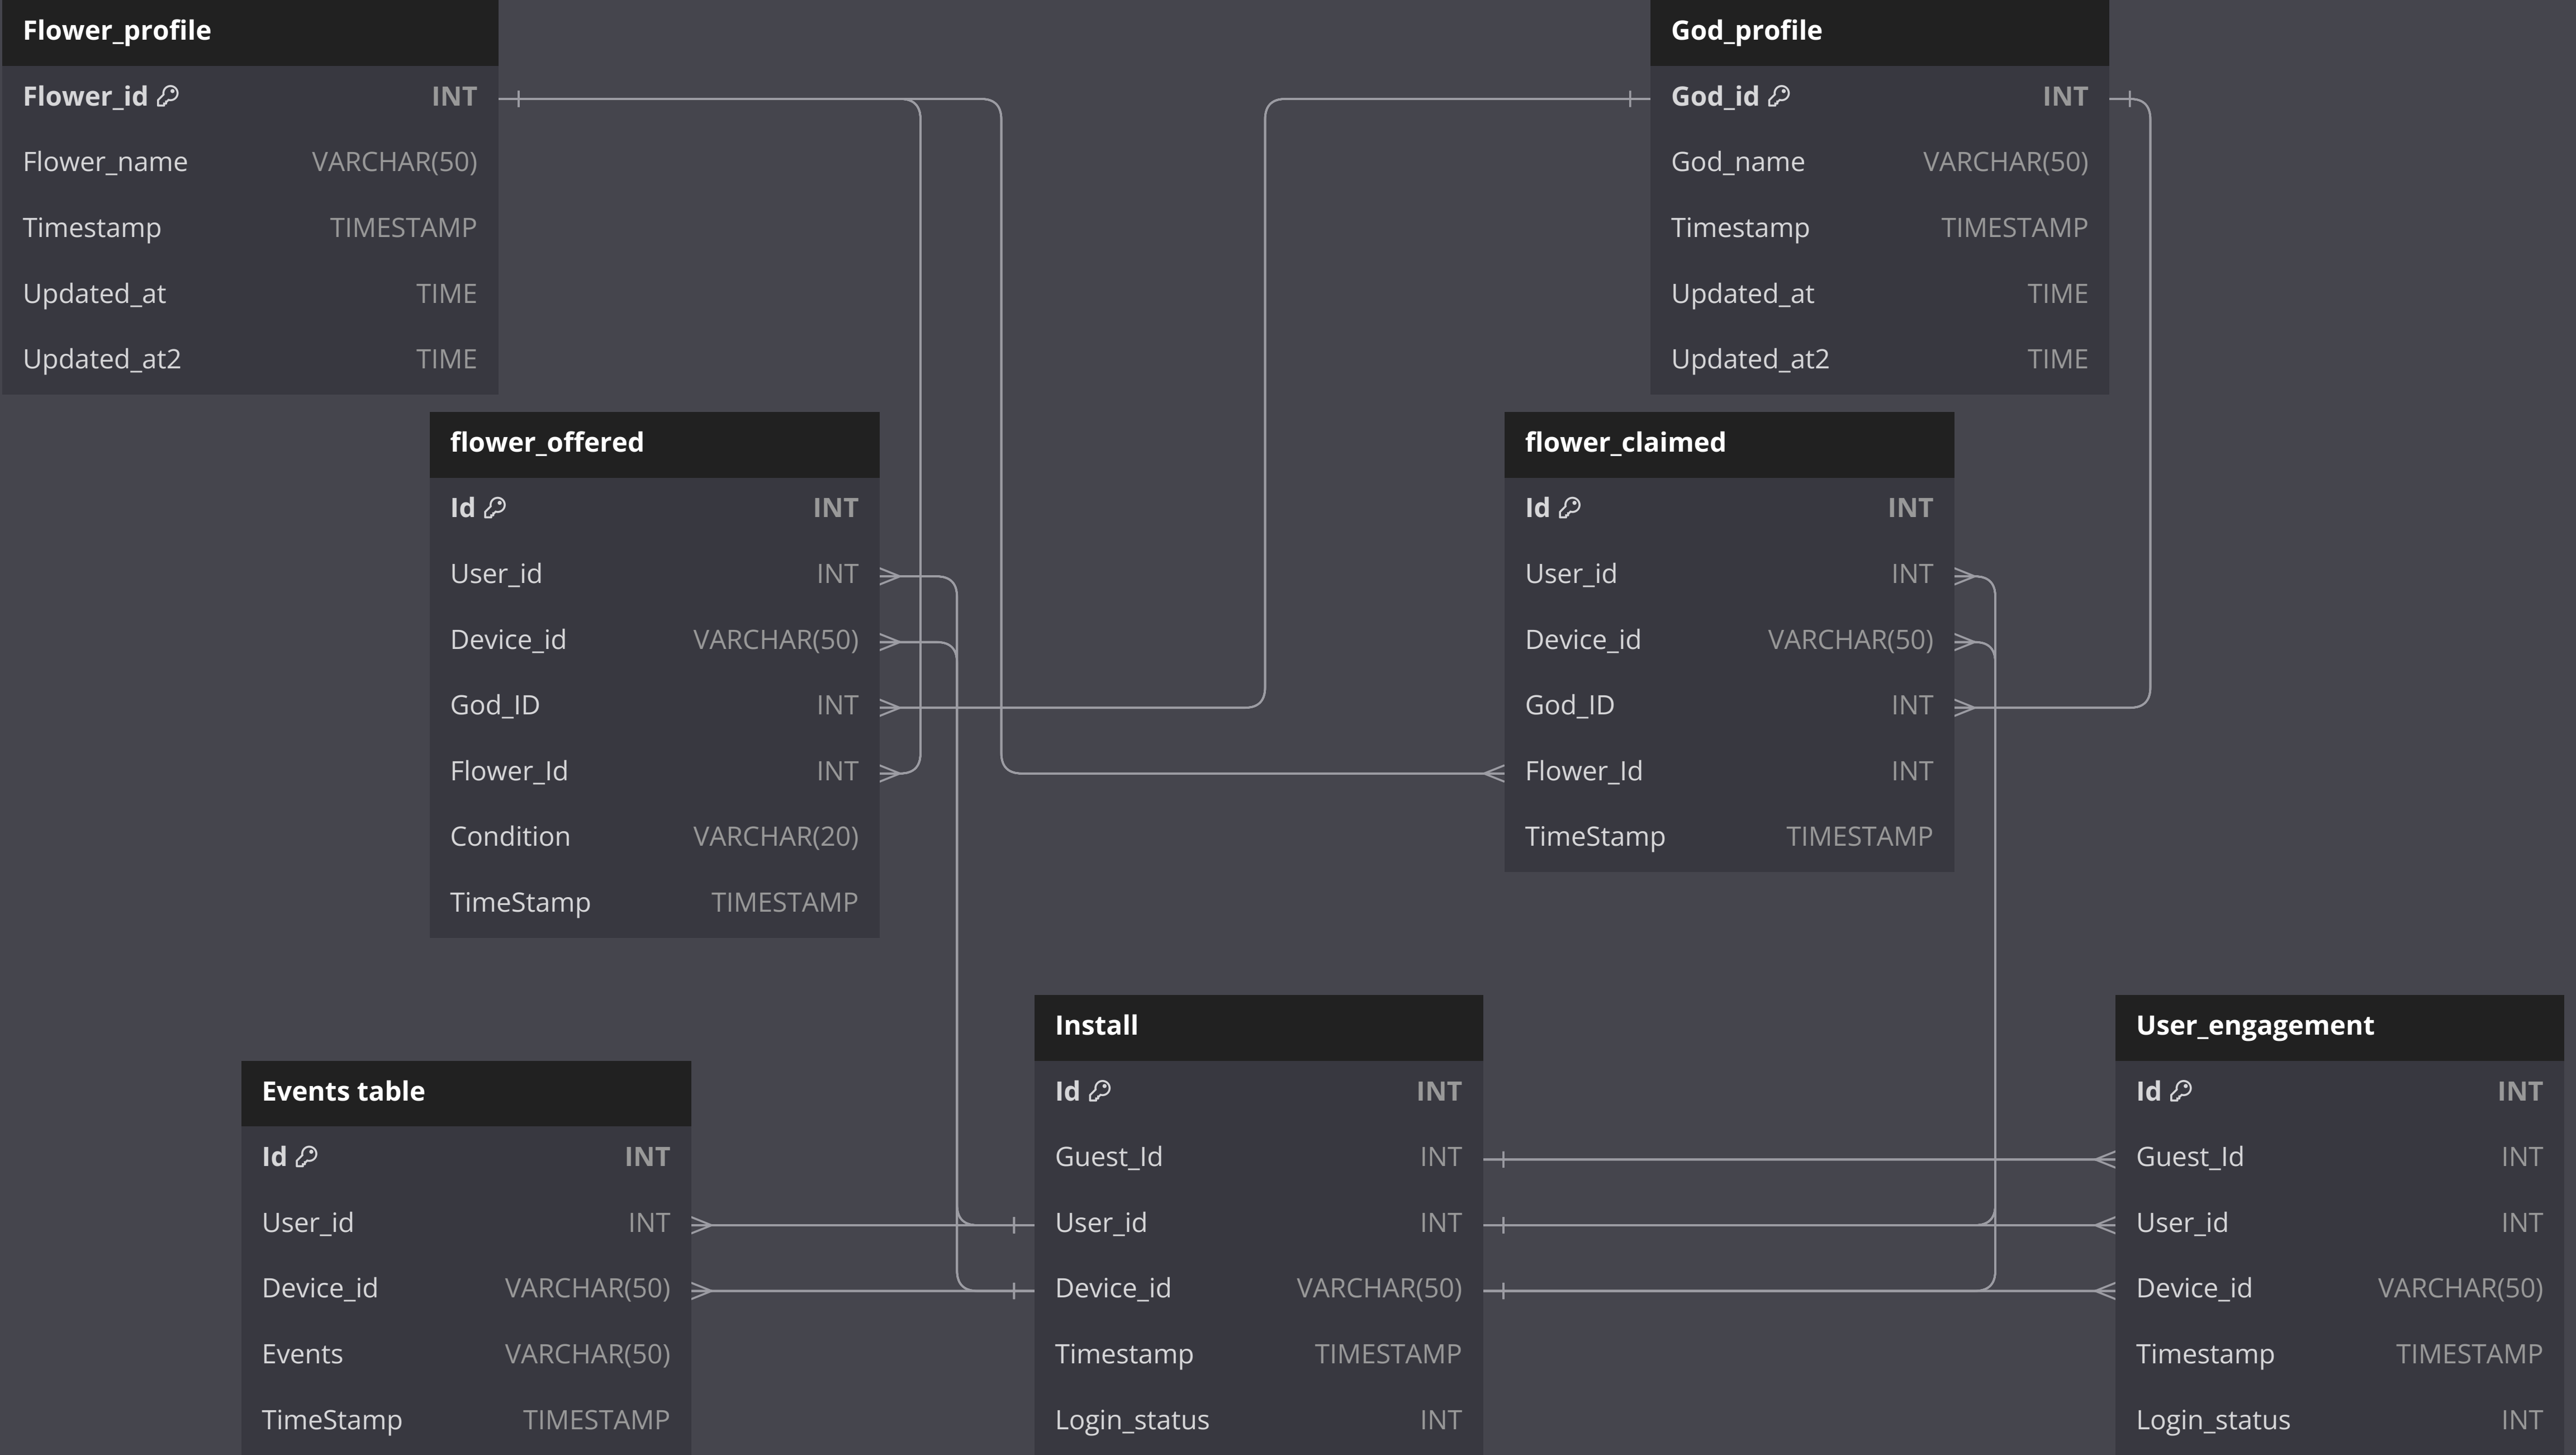 Flower_profile
Flower_id INT
Flower_name VARCHAR(50)
Timestamp TIMESTAMP
Updated_at TIME
Updated_at2 TIME
God_profile
God_id INT
God_name VARCHAR(50)
Timestamp TIMESTAMP
Updated_at TIME
Updated_at2 TIME
flower_offered
Id INT
User_id INT
Device_id VARCHAR(50)
God_ID INT
Flower_Id INT
Condition VARCHAR(20)
TimeStamp TIMESTAMP
flower_claimed
Id INT
User_id INT
Device_id VARCHAR(50)
God_ID INT
Flower_Id INT
TimeStamp TIMESTAMP
Events table
Id INT
User_id INT
Device_id VARCHAR(50)
Events VARCHAR(50)
TimeStamp TIMESTAMP
Install
Id INT
Guest_Id INT
User_id INT
Device_id VARCHAR(50)
Timestamp TIMESTAMP
Login_status INT
User_engagement
Id INT
Guest_Id INT
User_id INT
Device_id VARCHAR(50)
Timestamp TIMESTAMP
Login_status INT